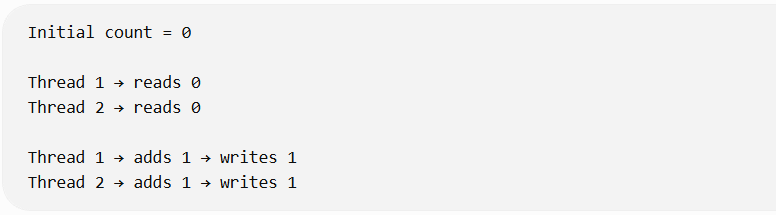 Initial count = 0
Thread 1 → reads 0
Thread 2 → reads 0
Thread 1 → adds 1 → writes 1
Thread 2 → adds 1 → writes 1